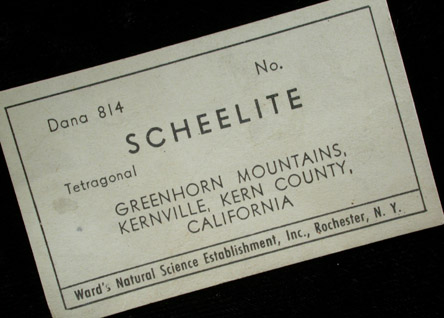 No.
Dana 814
SCHEELITE
Tetragonal
GREENHORN MOUNTAINS,
KERNVILLE, KERN COUNTY,
CALIFORNIA
Ward's Natural Science Establishment, Inc., Rochester, N. Y.